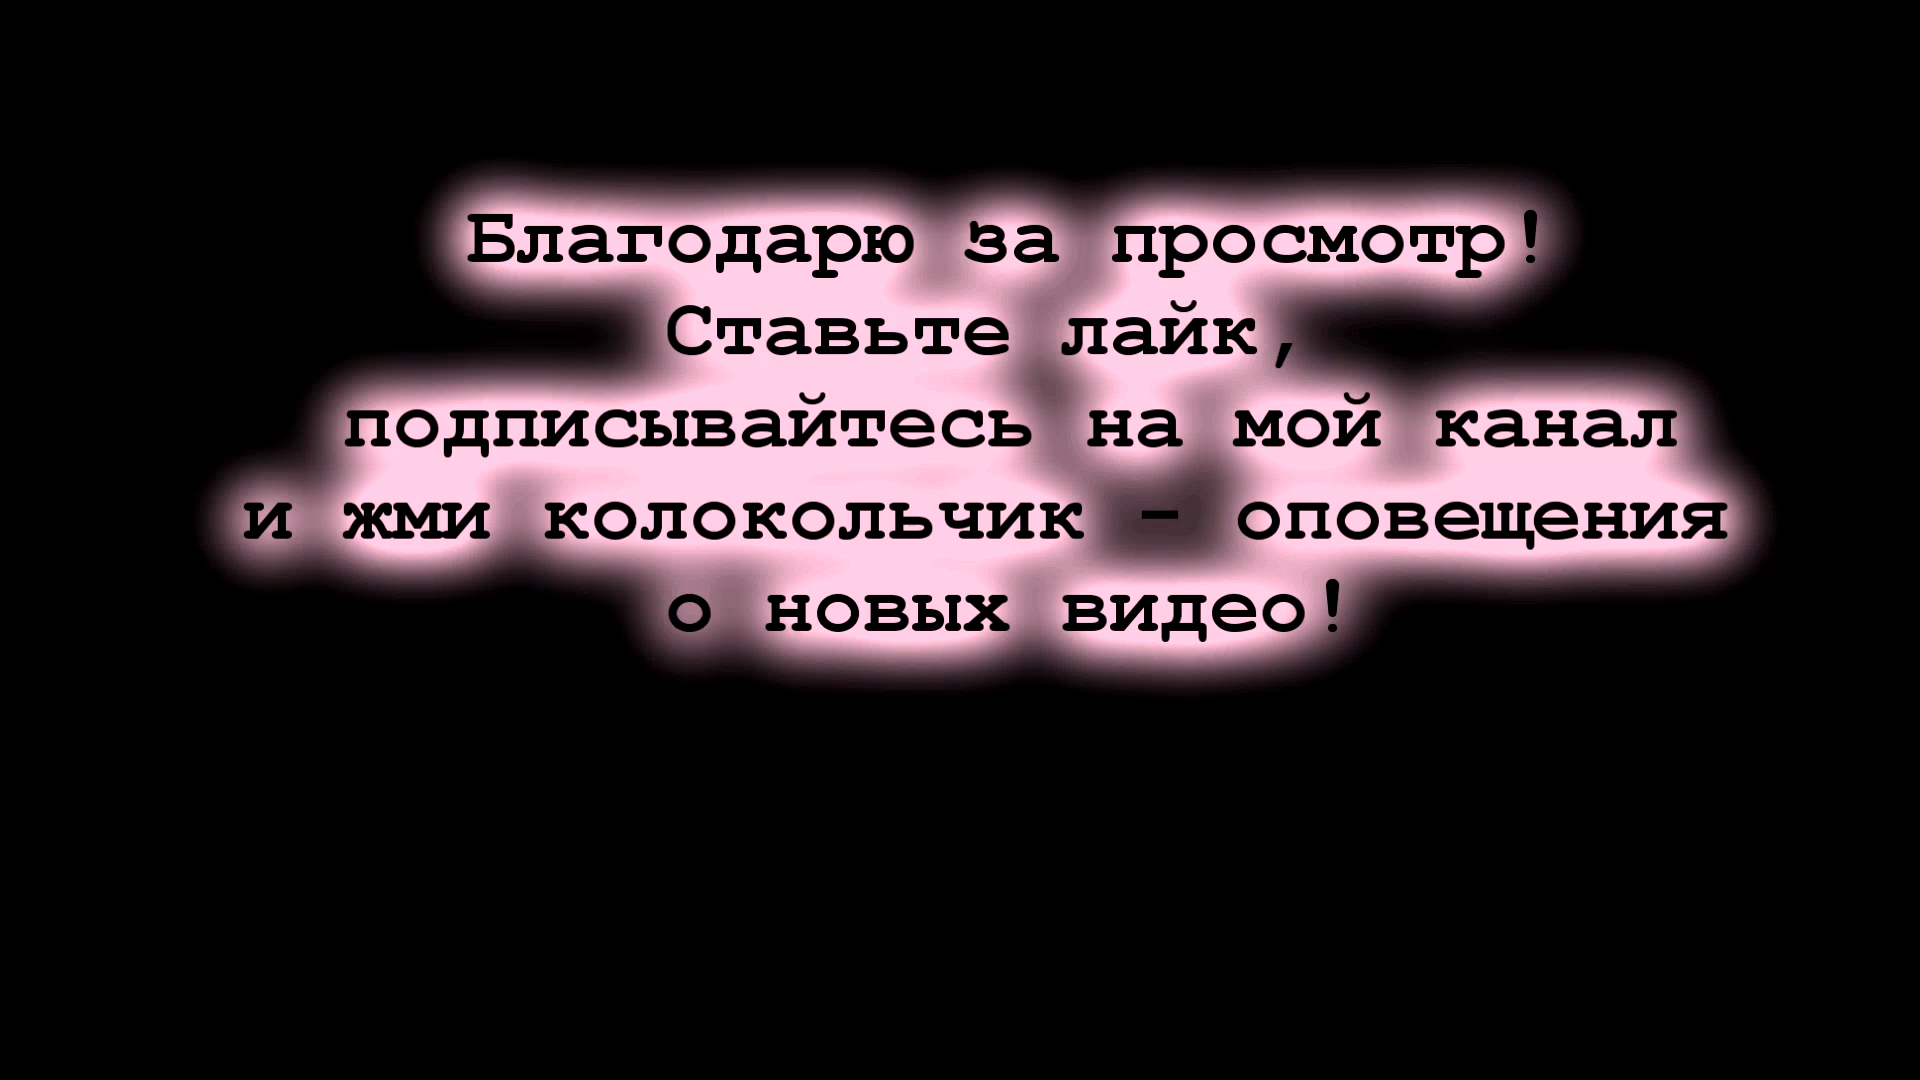 Благодарю за просмотр!
Ставьте лайк,
подписывайтесь на мой канал
и жми колокольчик - оповещения
о новых видео!